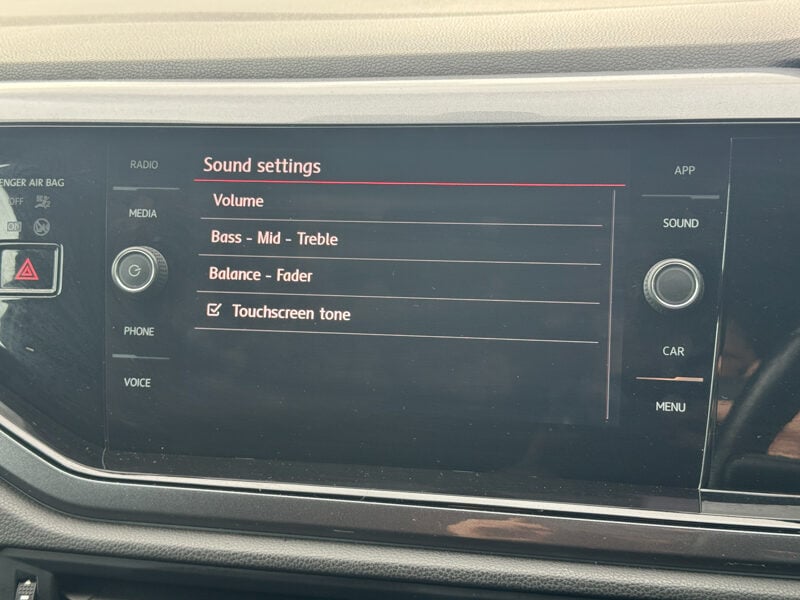 RADIO
Sound settings
APP
ENGER AIR BAG
OFF
Volume
MEDIA
SOUND
ON
Bass - Mid - Treble
Balance - Fader
Touchscreen tone
PHONE
CAR
VOICE
MENU